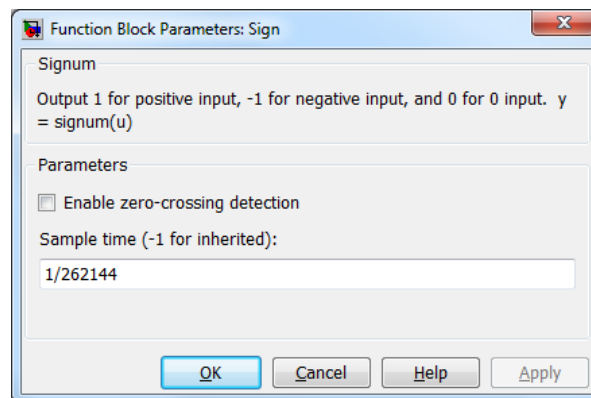 Function Block Parameters: Sign
Signum
Output 1 for positive input, -1 for negative input, and 0 for 0 input. y
= signum(u)
Parameters
Enable zero-crossing detection
Sample time (-1 for inherited):
1/262144
OK Cancel Help Apply